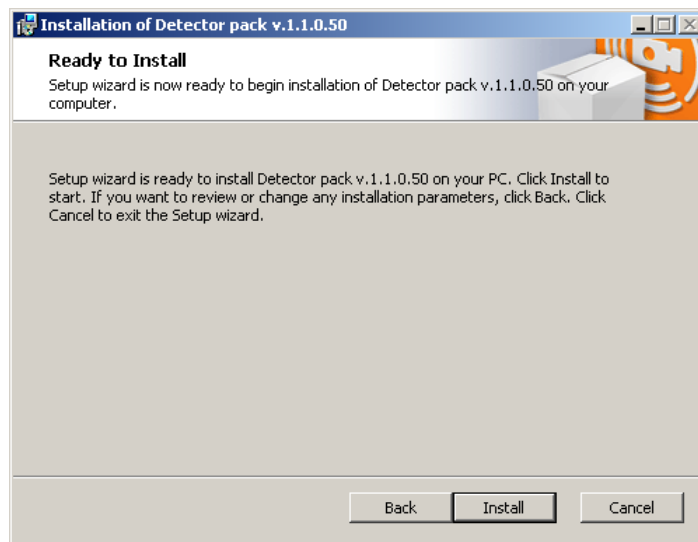 Installation of Detector pack v.1.1.0.50
Ready to Install
Setup wizard is now ready to begin installation of Detector pack v.1.1.0.50 on your
computer.
Setup wizard is ready to install Detector pack v.1.1.0.50 on your PC. Click Install to
start. If you want to review or change any installation parameters, click Back. Click
Cancel to exit the Setup wizard.
Back Install Cancel